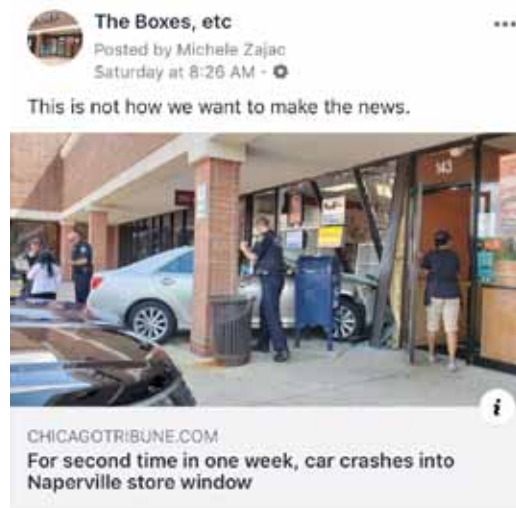 The Boxes, etc
Posted by Michele Zajac
Saturday at 8:26 AM ·
This is not how we want to make the news.
143
FedEx
i
CHICAGOTRIBUNE.COM
For second time in one week, car crashes into
Naperville store window